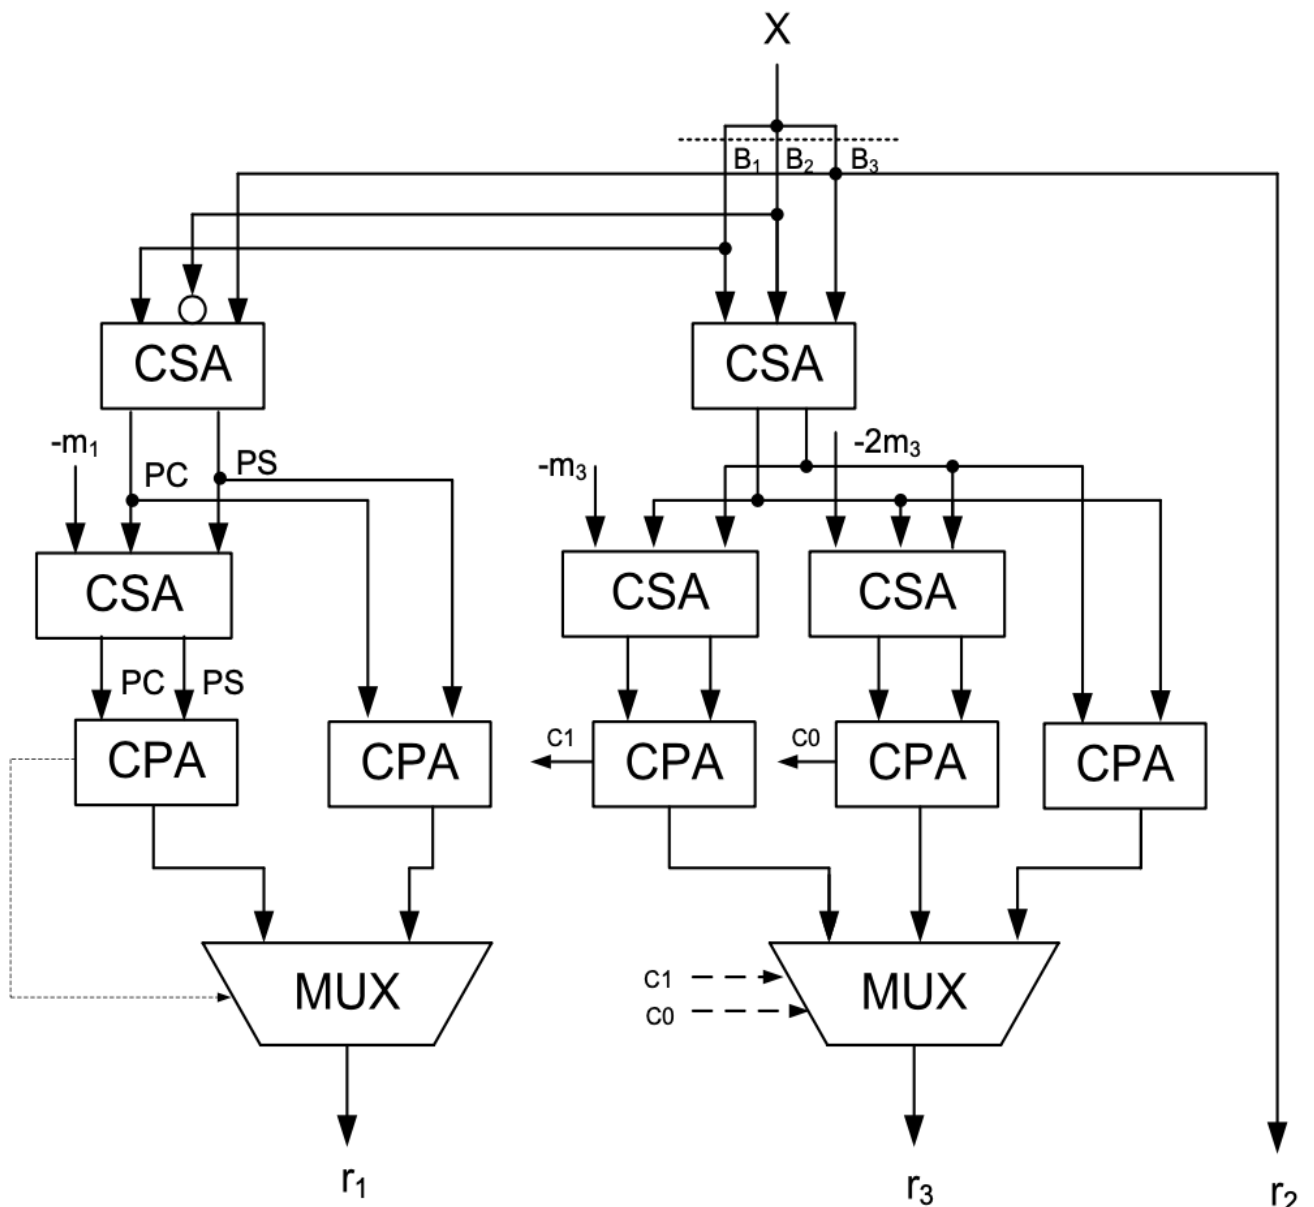 X
B₁ B₂ B₃
CSA CSA
-m₁ PC PS -m₃ -2m₃
CSA CSA CSA
PC PS
CPA CPA C1 CPA C0 CPA CPA
MUX C1 C0 MUX
r₁ r₃ r₂